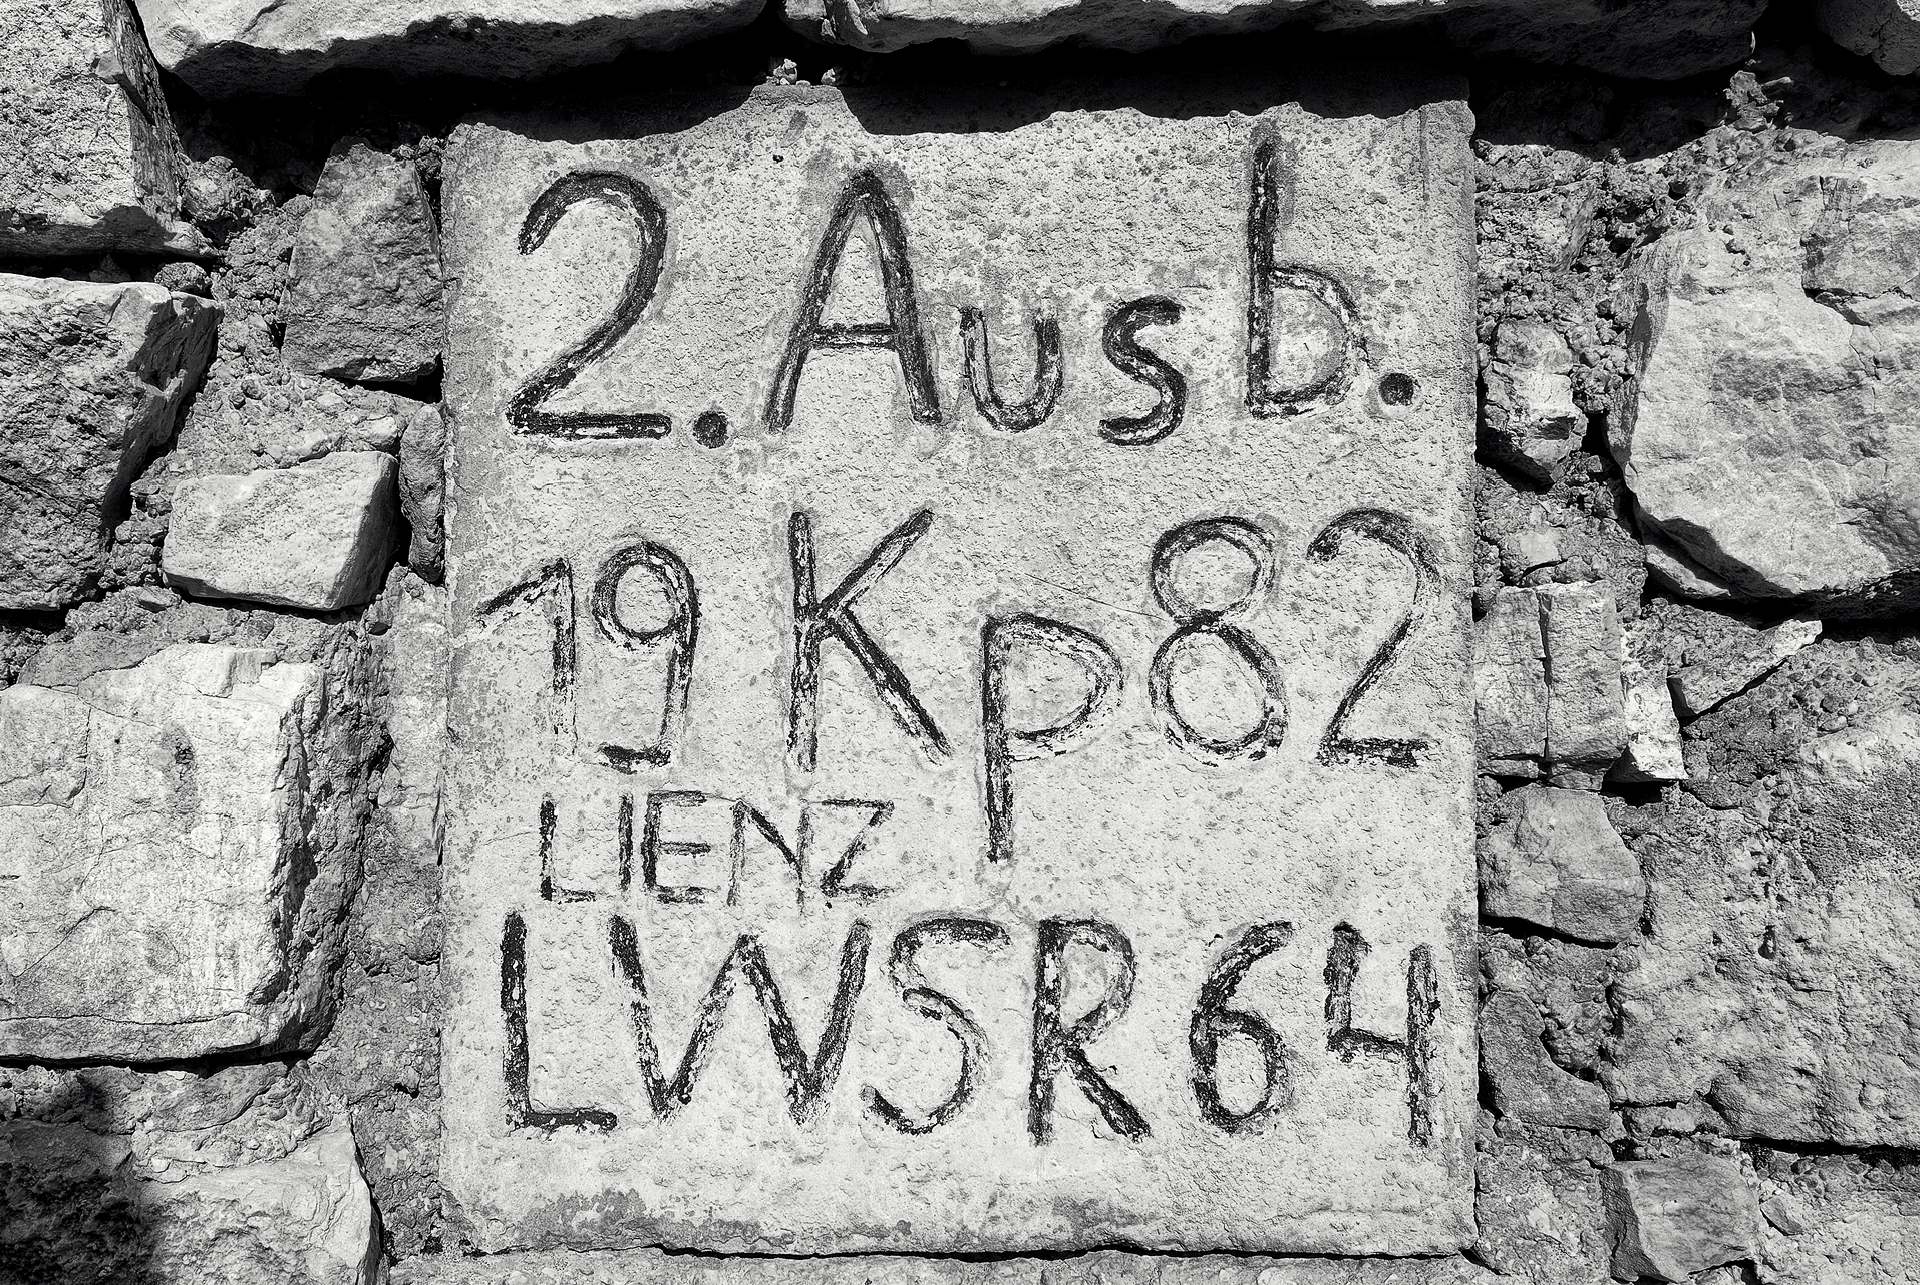 2. Ausb.
19 Kp 82
LIENZ
LWSR 64